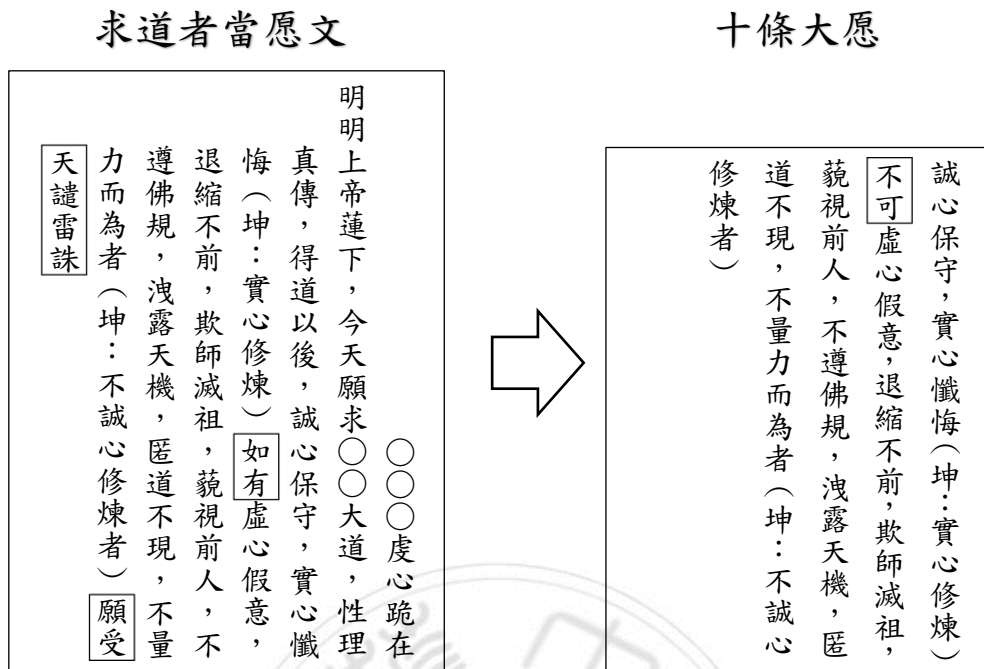 求道者當愿文
○○○虔心跪在
明明上帝蓮下，今天願求○○大道，性理
真傳，得道以後，誠心保守，實心懺
悔（坤：實心修煉）如有虛心假意，
退縮不前，欺師滅祖，藐視前人，不
遵佛規，洩露天機，匿道不現，不量
力而為者（坤：不誠心修煉者）願受
天譴雷誅
十條大愿
誠心保守，實心懺悔（坤：實心修煉）
不可虛心假意，退縮不前，欺師滅祖，
藐視前人，不遵佛規，洩露天機，匿
道不現，不量力而為者（坤：不誠心
修煉者）